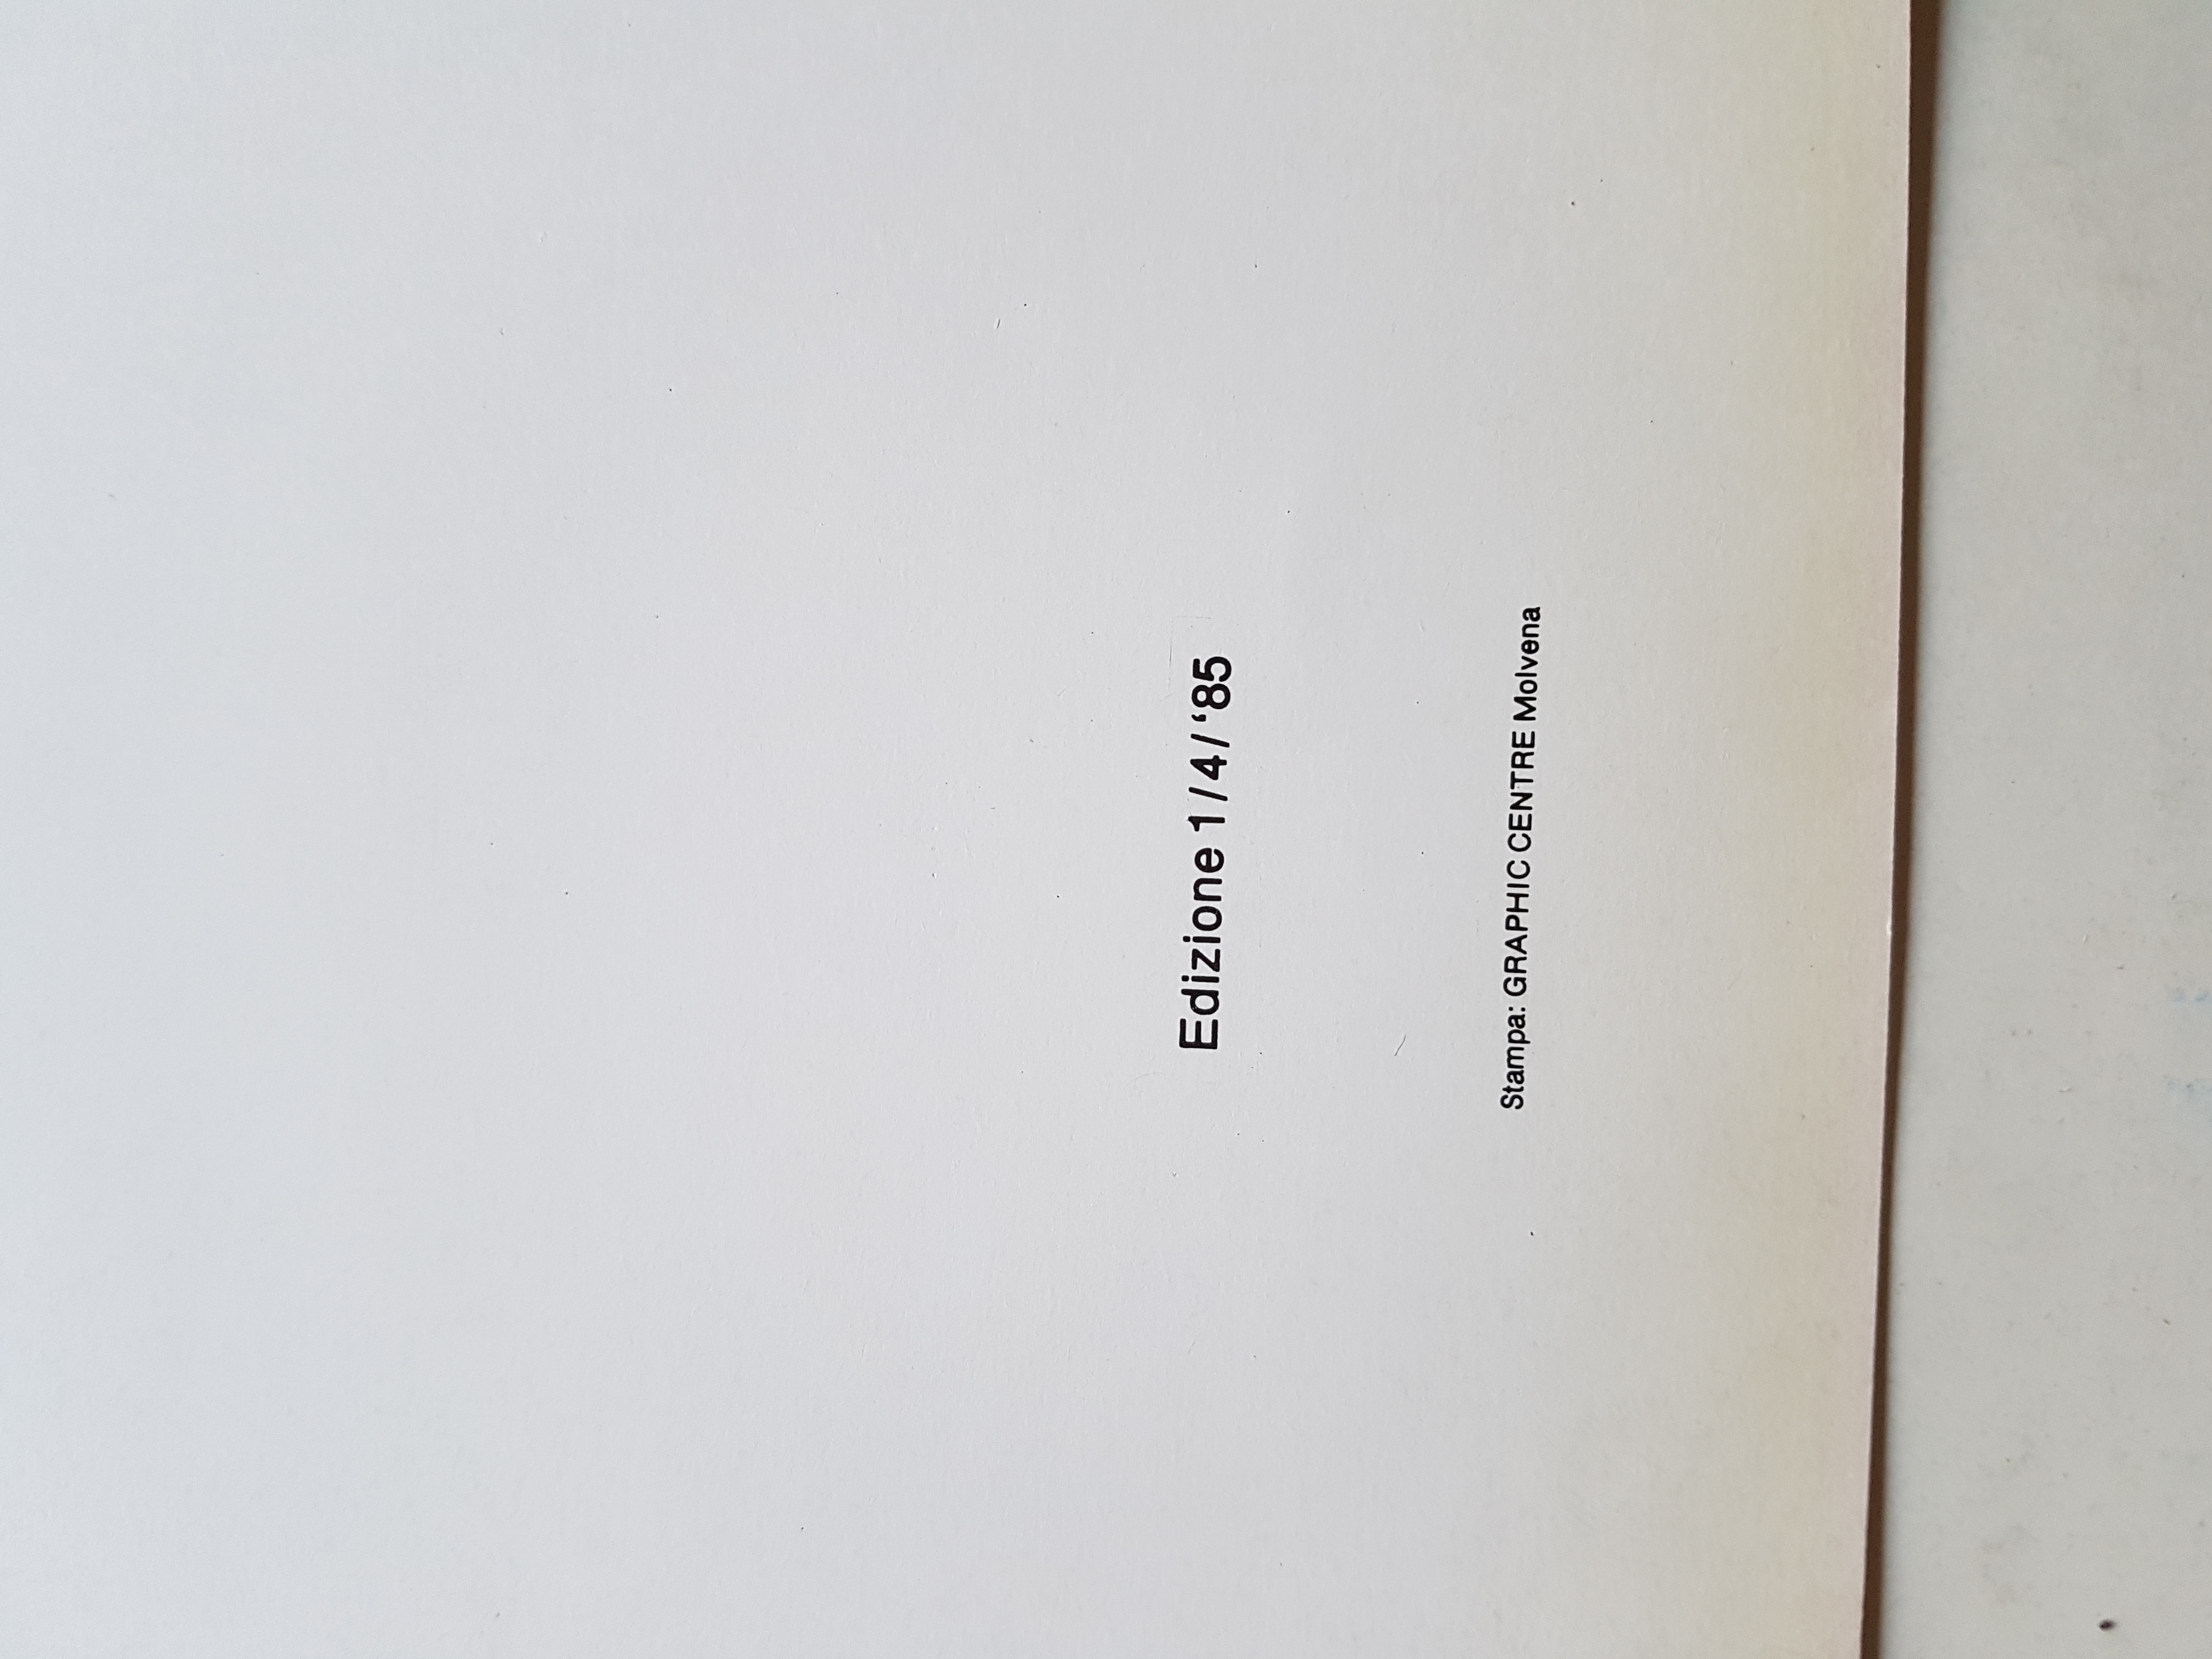 Edizione 1/4/‘85
Stampa: GRAPHIC CENTRE Molvena